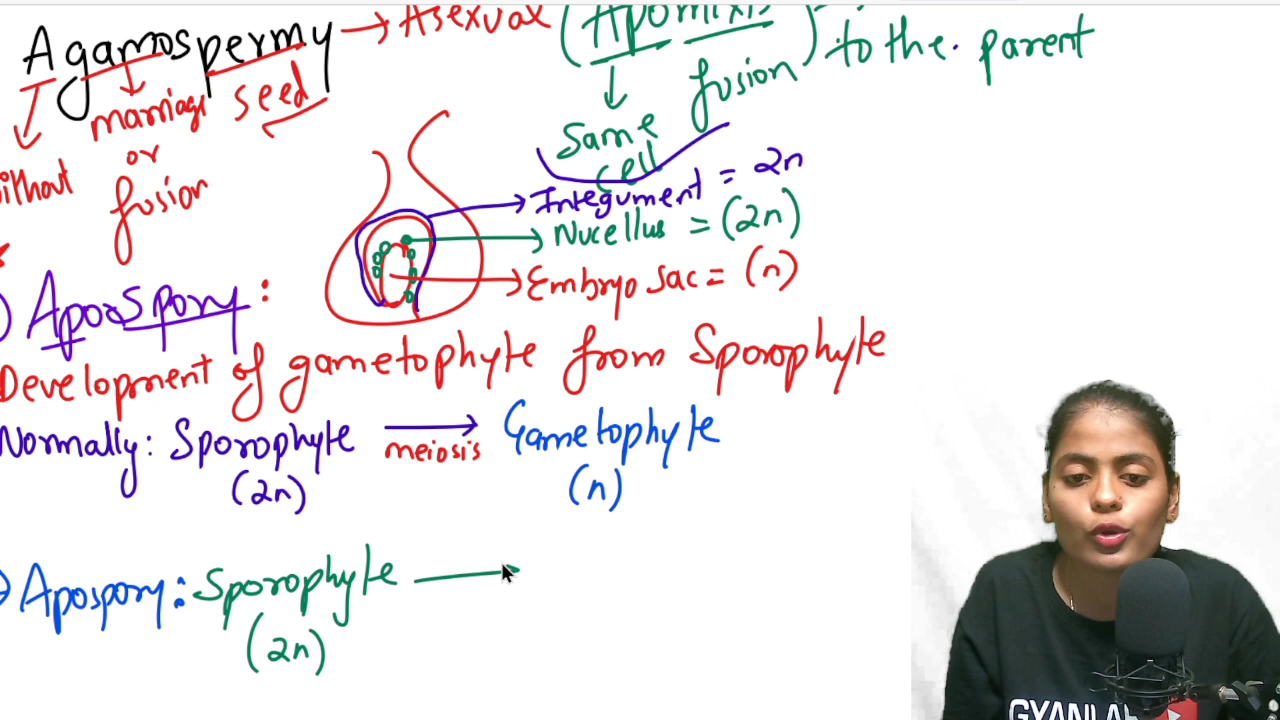 Agamospermy → Asexual (Apomixis fusion) to the parent
ithout
marriage or fusion
seed
↓
Same cell
Integument = 2n
Nucellus = (2n)
Embryo sac = (n)
) Apospory :
Development of gametophyte from Sporophyte
Normally: Sporophyte (2n) → meiosis Gametophyte (n)
Apospory: Sporophyte (2n) —
GYANLA